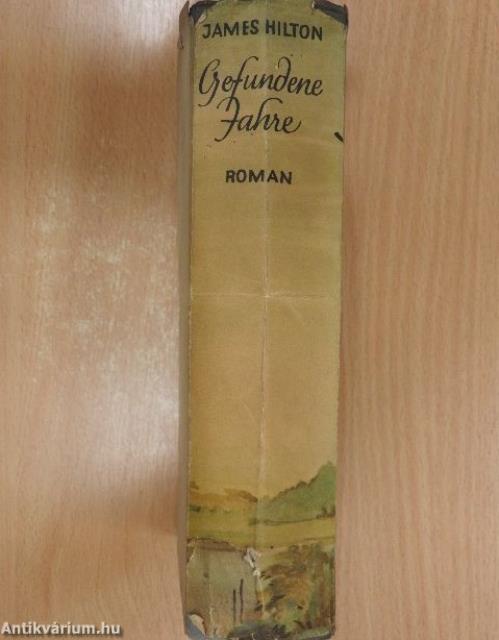 JAMES HILTON
Gefundene
Jahre
ROMAN
Antikvárium.hu